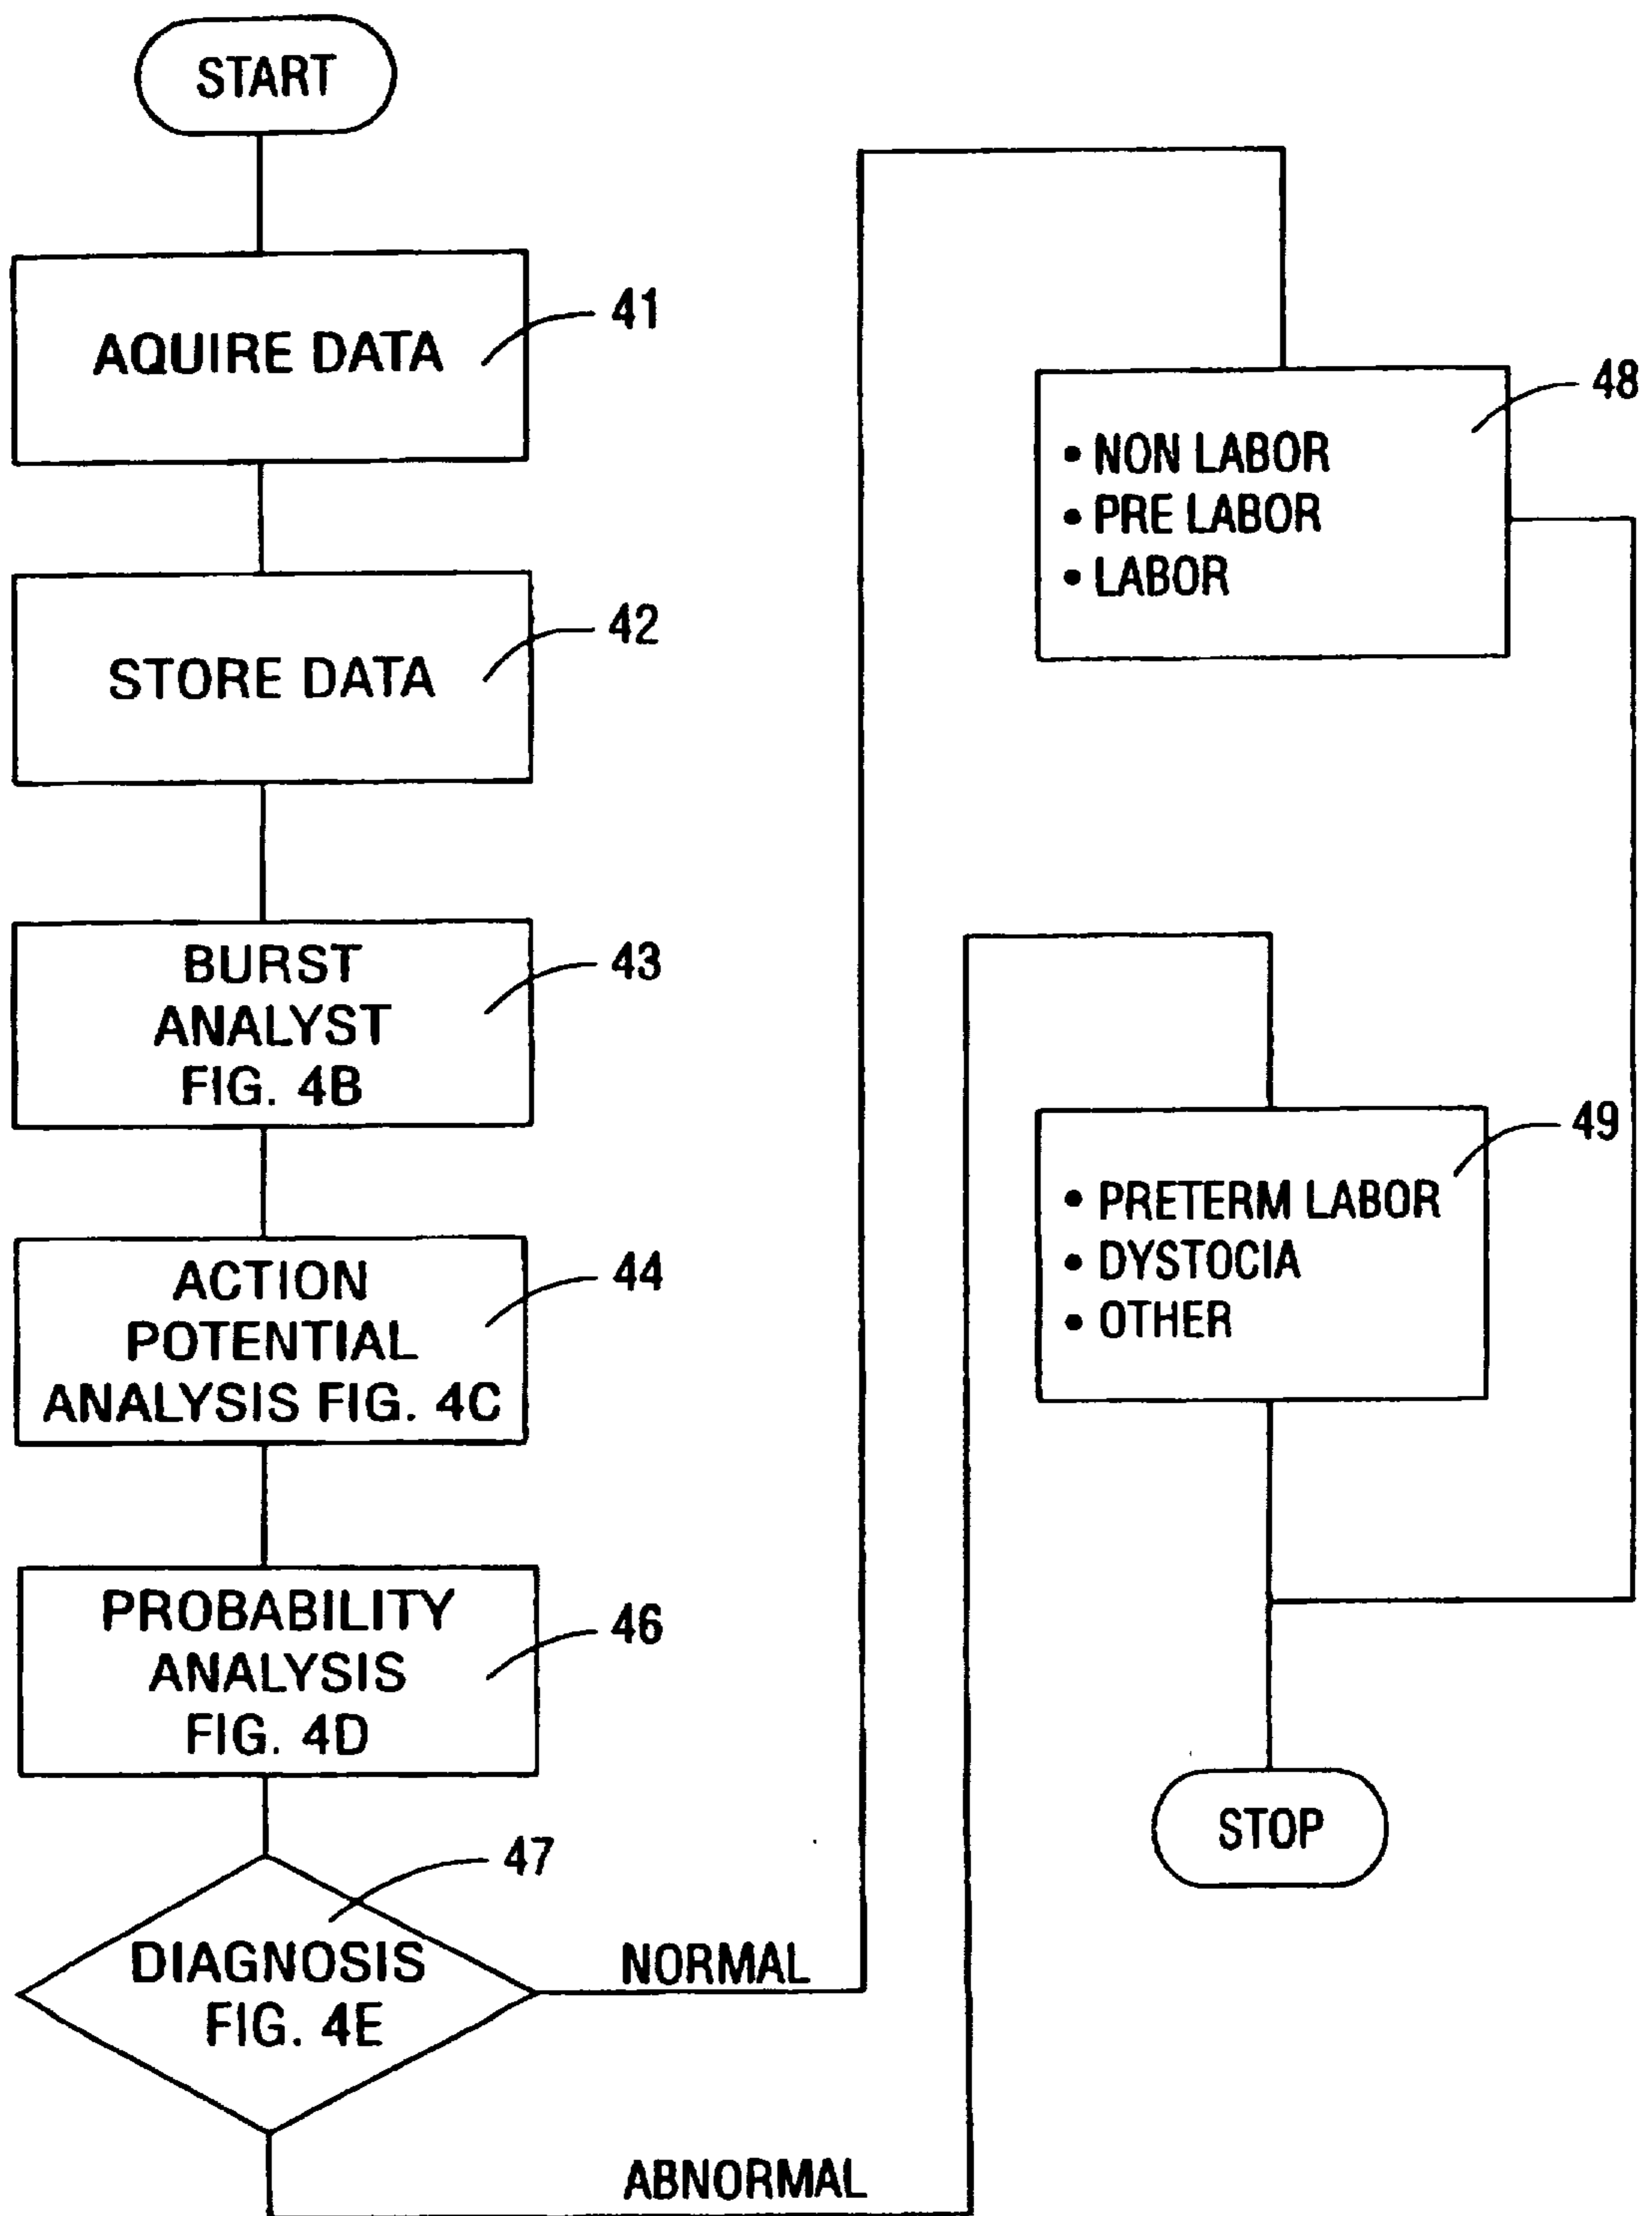 START
AQUIRE DATA
41
STORE DATA
42
BURST
ANALYST
FIG. 4B
43
ACTION
POTENTIAL
ANALYSIS FIG. 4C
44
PROBABILITY
ANALYSIS
FIG. 4D
46
DIAGNOSIS
FIG. 4E
47
NORMAL
ABNORMAL
• NON LABOR
• PRE LABOR
• LABOR
48
• PRETERM LABOR
• DYSTOCIA
• OTHER
49
STOP